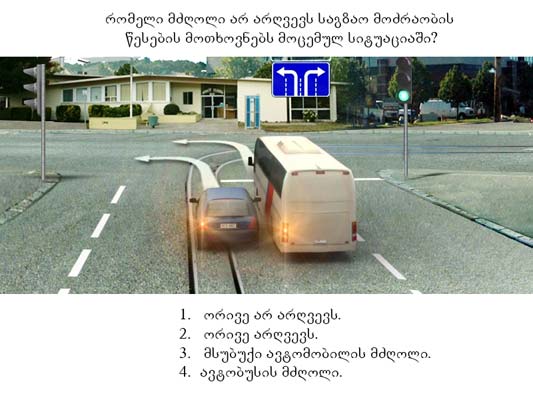 რომელი მძღოლი არ არღვევს საგზაო მოძრაობის
წესების მოთხოვნებს მოცემულ სიტუაციაში?
1. ორივე არ არღვევს.
2. ორივე არღვევს.
3. მსუბუქი ავტომობილის მძღოლი.
4. ავტობუსის მძღოლი.